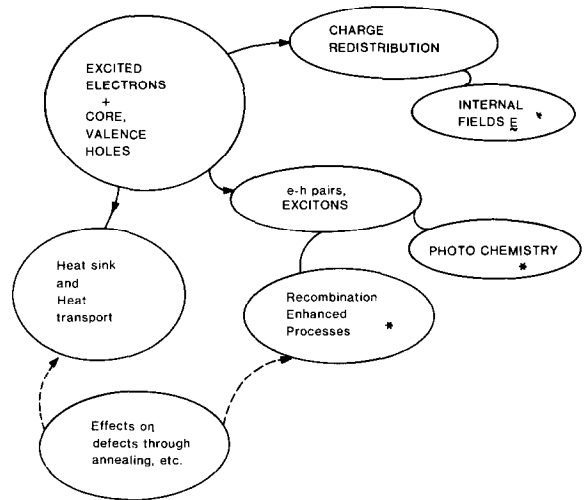 EXCITED
ELECTRONS
+
CORE,
VALENCE
HOLES
CHARGE
REDISTRIBUTION
INTERNAL *
FIELDS E
e-h pairs,
EXCITONS
PHOTO CHEMISTRY
*
Heat sink
and
Heat
transport
Recombination
Enhanced
Processes *
Effects on
defects through
annealing, etc.